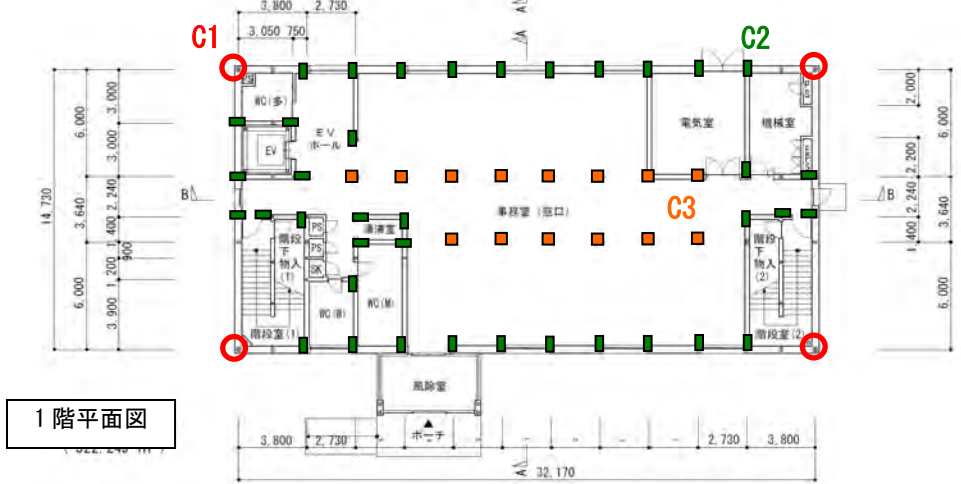 3,800 2,730
A
3,050 750
A
C1
C2
WC(多)
EV
ホール
EV
電気室
機械室
3,000
6,000
3,000
2,240
3,640
14,730
1,400
900
1,200
6,000
3,900
2,000
6,000
2,200
2,240
3,640
1,400
6,000
B
B
事務室(窓口)
C3
湯沸室
PS
PS
SK
階段
下
物入
(1)
階段
下
物入
(2)
WC(W)
WC(M)
階段室(1)
階段室(2)
風除室
ポーチ
1階平面図
3,800 2,730
2,730 3,800
A
32,170